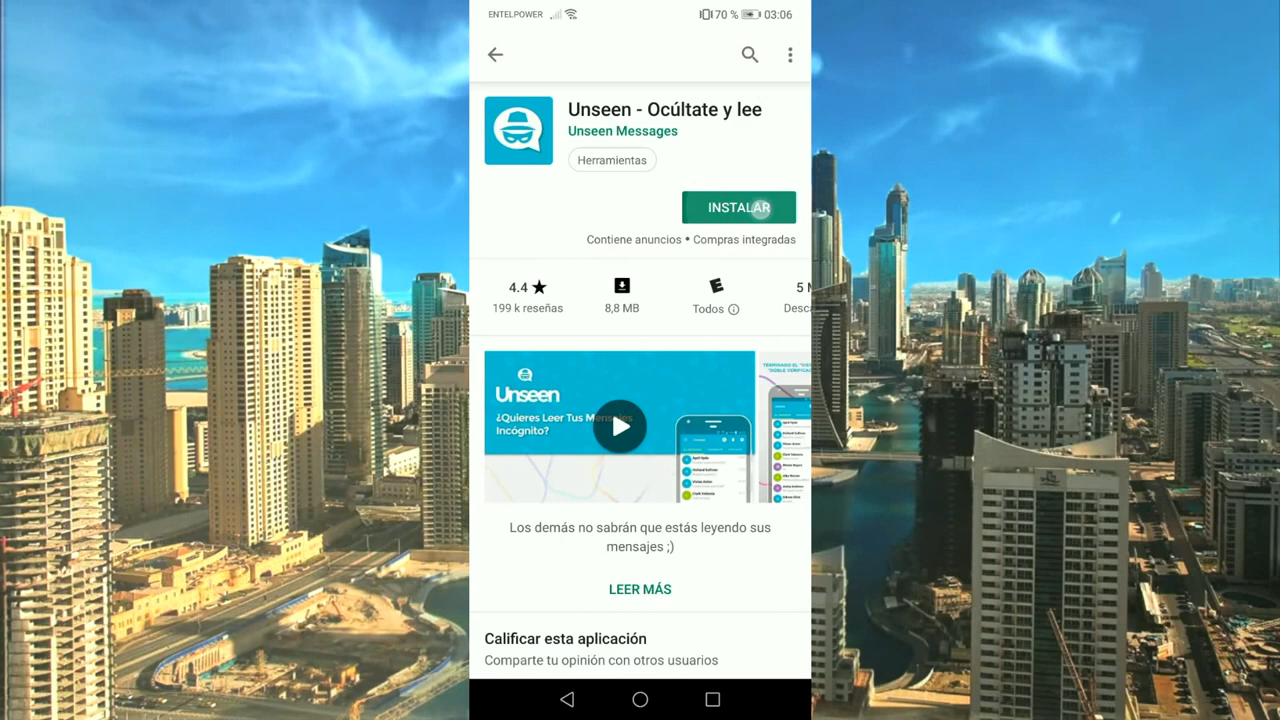 ENTELPOWER
70 % 03:06
Unseen - Ocúltate y lee
Unseen Messages
Herramientas
INSTALAR
Contiene anuncios • Compras integradas
4.4 ★
199 k reseñas
8,8 MB
Todos
5
Desca
Unseen
¿Quieres Leer Tus Mensajes
Incógnito?
Los demás no sabrán que estás leyendo sus
mensajes ;)
LEER MÁS
Calificar esta aplicación
Comparte tu opinión con otros usuarios